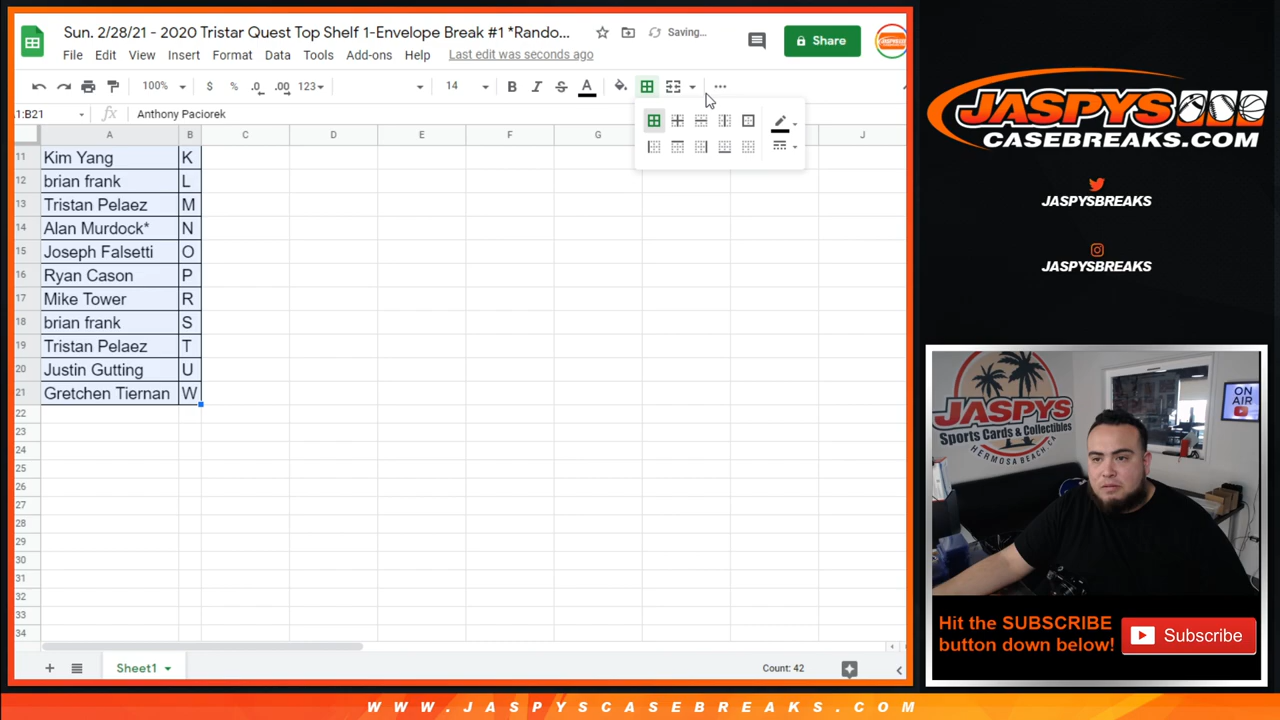 Sun. 2/28/21 - 2020 Tristar Quest Top Shelf 1-Envelope Break #1 *Rando...
Saving...
Share
File Edit View Insert Format Data Tools Add-ons Help Last edit was seconds ago
100% $ % .0 .00 123 14 B I S A ...
:B21 fx Anthony Paciorek
A B C D E F G H I J
11 Kim Yang K
12 brian frank L
13 Tristan Pelaez M
14 Alan Murdock* N
15 Joseph Falsetti O
16 Ryan Cason P
17 Mike Tower R
18 brian frank S
19 Tristan Pelaez T
20 Justin Gutting U
21 Gretchen Tiernan W
22
23
24
25
26
27
28
29
30
31
32
33
34
Sheet1
Count: 42
JASPYS
CASEBREAKS.COM
JASPYSBREAKS
JASPYSBREAKS
JASPYS
Sports Cards & Collectibles
HERMOSA BEACH, CA
ON
AIR
Hit the SUBSCRIBE
button down below!
Subscribe
WWW.JASPYSCASEBREAKS.COM